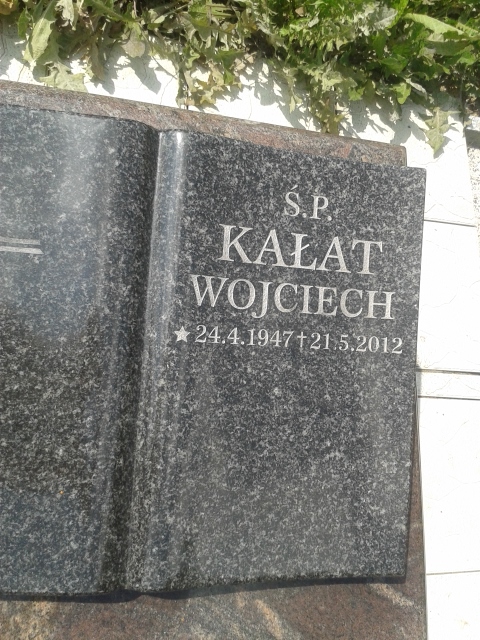 Ś.P.
KAŁAT
WOJCIECH
★24.4.1947†21.5.2012